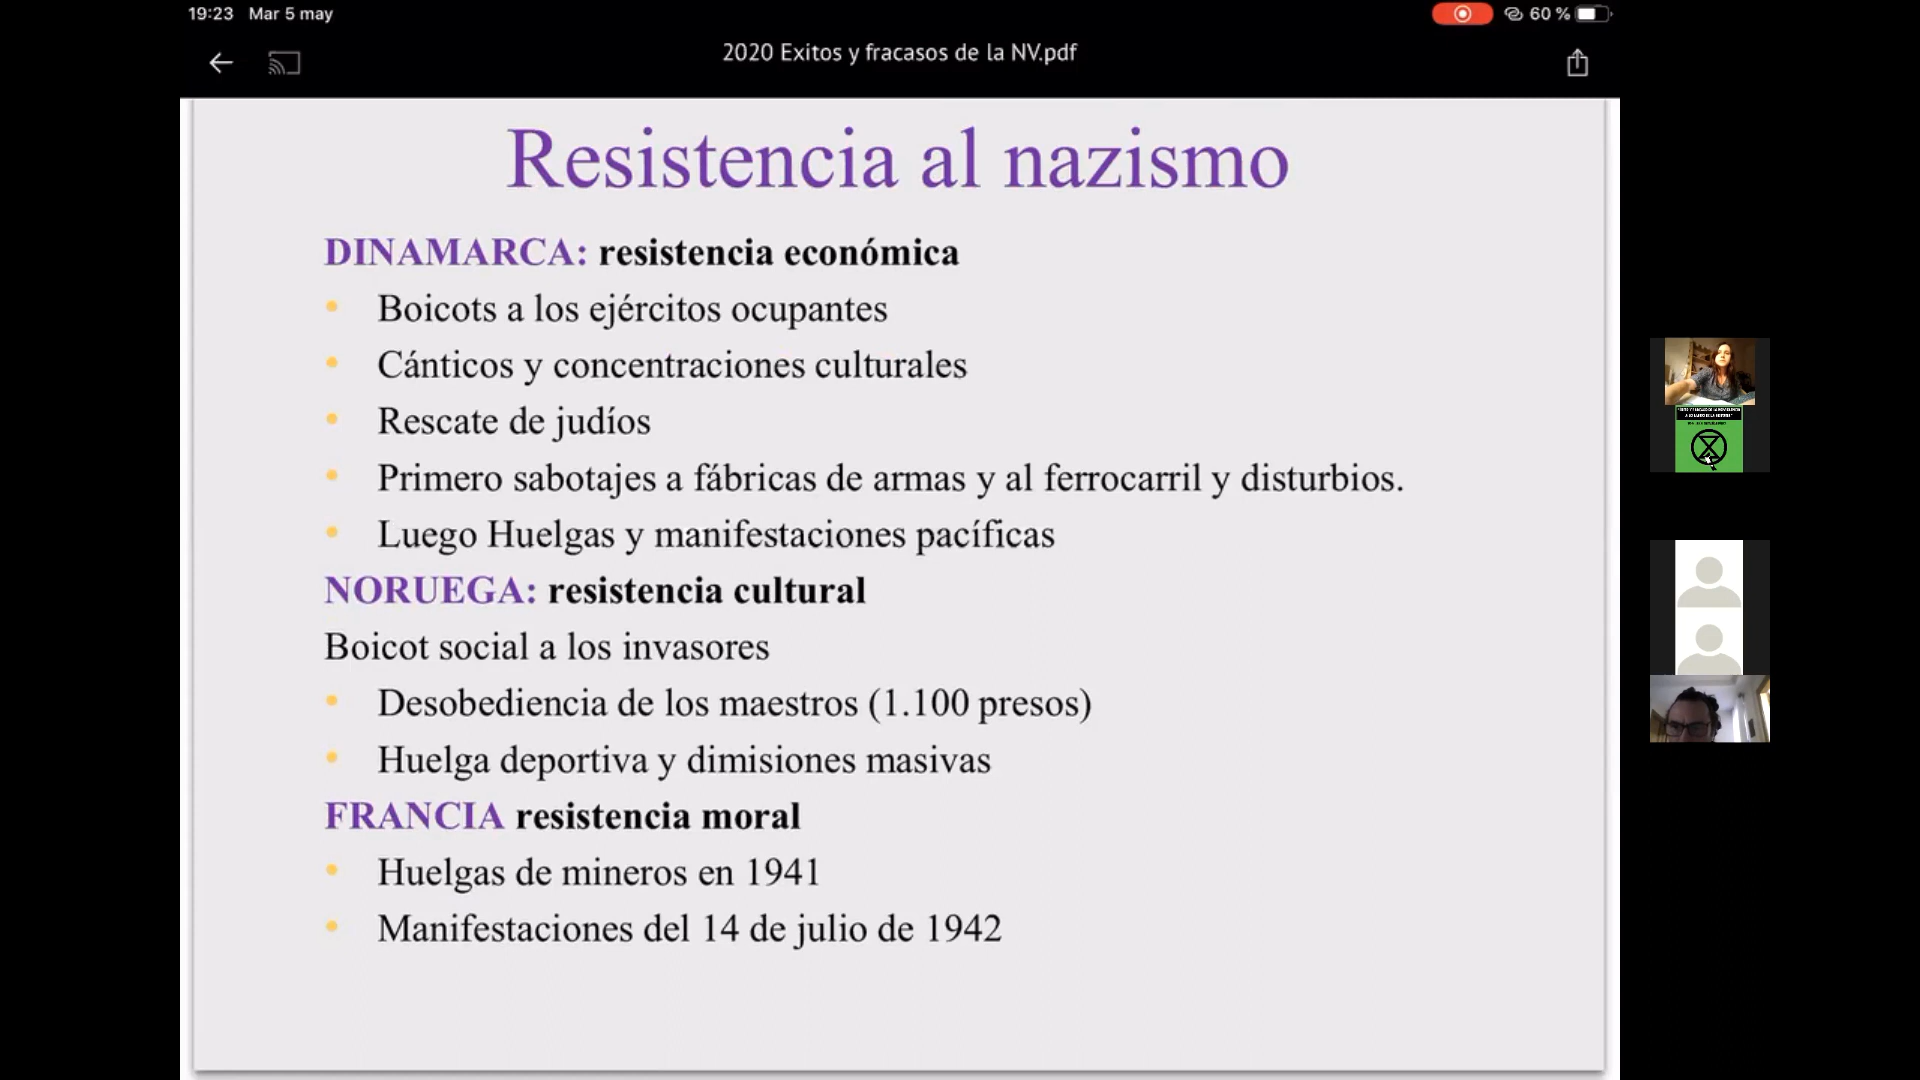 19:23 Mar 5 may
60 %
2020 Exitos y fracasos de la NV.pdf
Resistencia al nazismo
DINAMARCA: resistencia económica
• Boicots a los ejércitos ocupantes
• Cánticos y concentraciones culturales
• Rescate de judíos
• Primero sabotajes a fábricas de armas y al ferrocarril y disturbios.
• Luego Huelgas y manifestaciones pacíficas
NORUEGA: resistencia cultural
Boicot social a los invasores
• Desobediencia de los maestros (1.100 presos)
• Huelga deportiva y dimisiones masivas
FRANCIA resistencia moral
• Huelgas de mineros en 1941
• Manifestaciones del 14 de julio de 1942